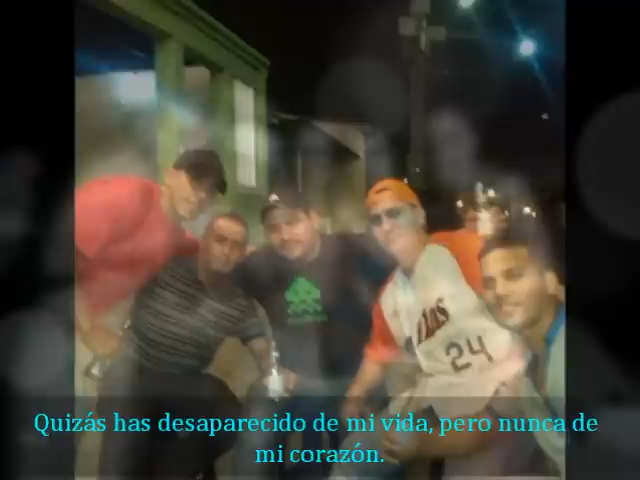 24
Quizás has desaparecido de mi vida, pero nunca de
mi corazón.